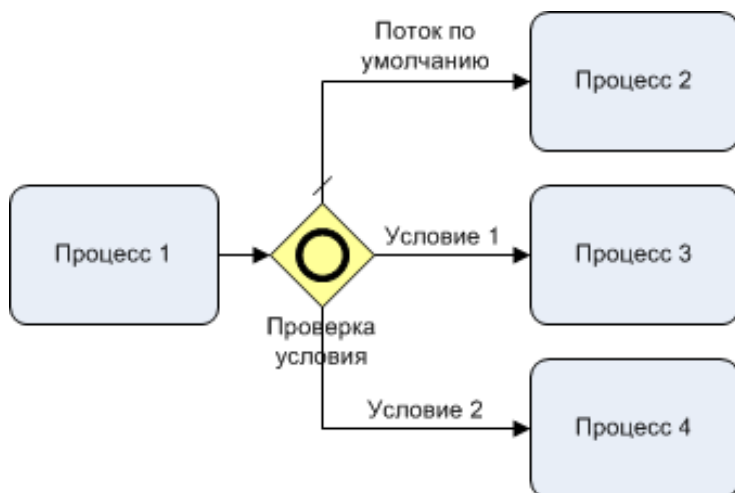 Поток по
умолчанию
Процесс 2
Процесс 1
Условие 1
Процесс 3
Проверка
условия
Условие 2
Процесс 4